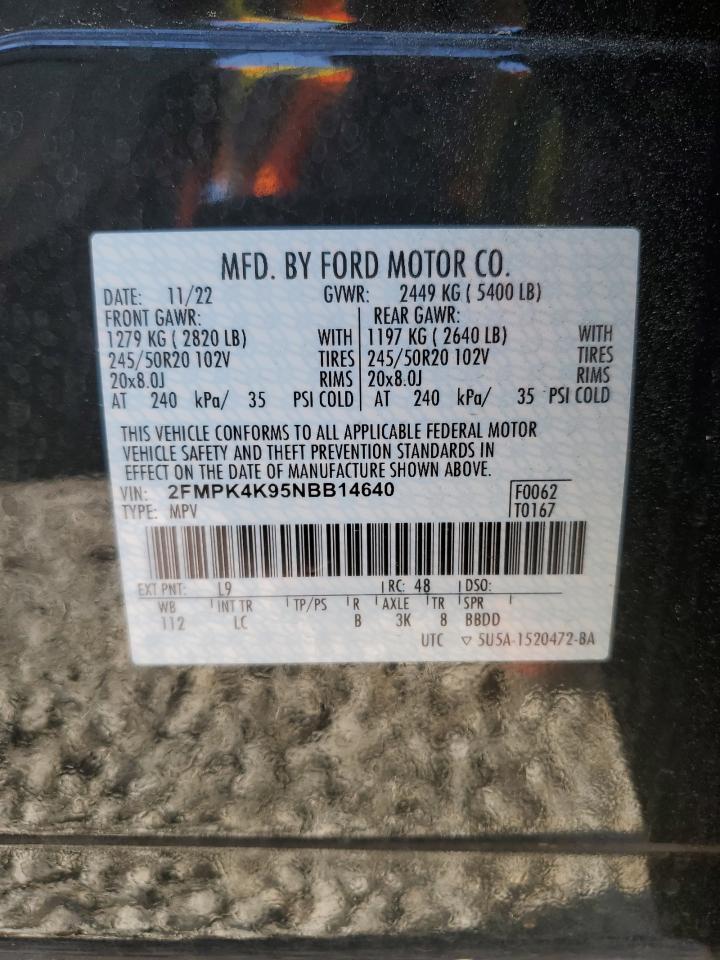 MFD. BY FORD MOTOR CO.
DATE: 11/22 GVWR: 2449 KG ( 5400 LB)
FRONT GAWR: REAR GAWR:
1279 KG ( 2820 LB) WITH 1197 KG ( 2640 LB) WITH
245/50R20 102V TIRES 245/50R20 102V TIRES
20x8.0J RIMS 20x8.0J RIMS
AT 240 kPa/ 35 PSI COLD AT 240 kPa/ 35 PSI COLD
THIS VEHICLE CONFORMS TO ALL APPLICABLE FEDERAL MOTOR
VEHICLE SAFETY AND THEFT PREVENTION STANDARDS IN
EFFECT ON THE DATE OF MANUFACTURE SHOWN ABOVE.
VIN: 2FMPK4K95NBB14640 F0062
TYPE: MPV T0167
EXT PNT: L9 RC: 48 DSO:
WB INT TR TP/PS R AXLE TR SPR
112 LC B 3K 8 BBDD
UTC ▽ 5U5A-1520472-BA